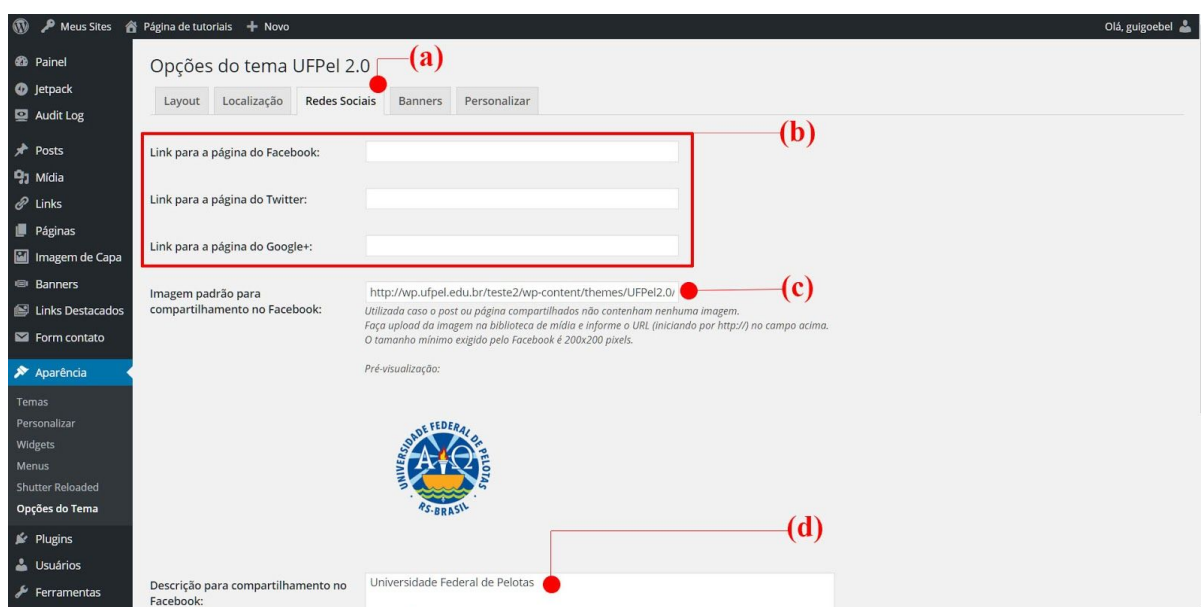 Meus Sites Página de tutoriais + Novo Olá, guigoebel
Painel
Jetpack
Audit Log
Posts
Mídia
Links
Páginas
Imagem de Capa
Banners
Links Destacados
Form contato
Aparência
Temas
Personalizar
Widgets
Menus
Shutter Reloaded
Opções do Tema
Plugins
Usuários
Ferramentas
Opções do tema UFPel 2.0
(a)
Layout Localização Redes Sociais Banners Personalizar
(b)
Link para a página do Facebook:
Link para a página do Twitter:
Link para a página do Google+:
Imagem padrão para
compartilhamento no Facebook:
http://wp.ufpel.edu.br/teste2/wp-content/themes/UFPel2.0/
(c)
Utilizada caso o post ou página compartilhados não contenham nenhuma imagem.
Faça upload da imagem na biblioteca de mídia e informe o URL (iniciando por http://) no campo acima.
O tamanho mínimo exigido pelo Facebook é 200x200 pixels.
Pré-visualização:
UNIVERSIDADE FEDERAL DE PELOTAS
AΩ
RS-BRASIL
(d)
Descrição para compartilhamento no
Facebook:
Universidade Federal de Pelotas